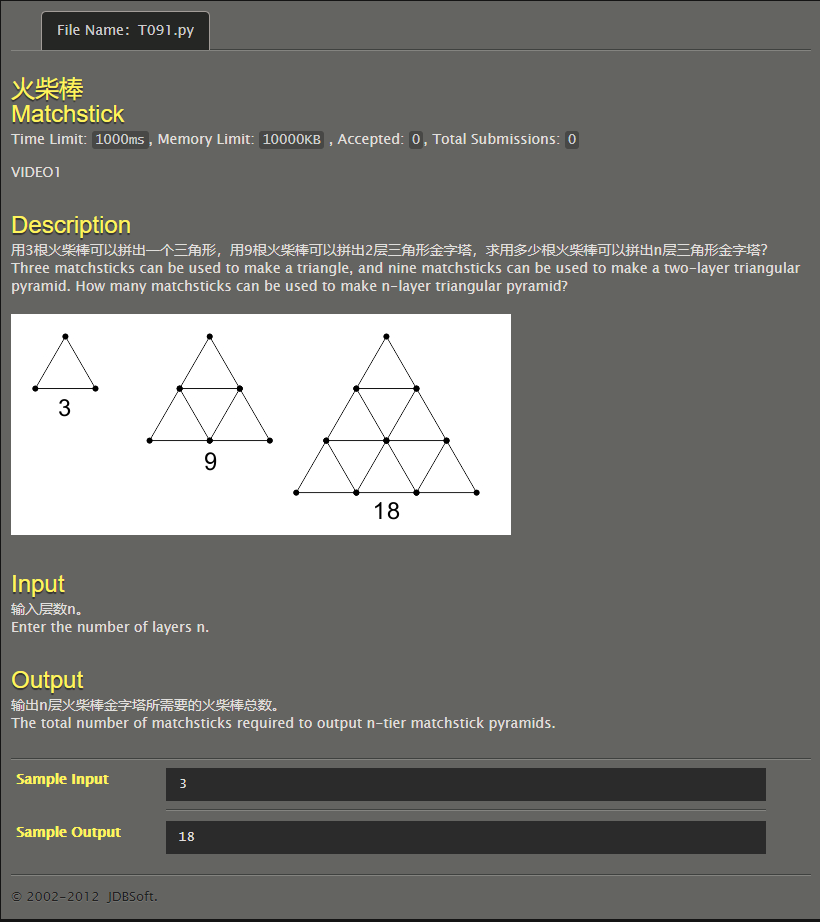 File Name: T091.py
火柴棒
Matchstick
Time Limit: 1000ms, Memory Limit: 10000KB , Accepted: 0, Total Submissions: 0
VIDEO1
Description
用3根火柴棒可以拼出一个三角形，用9根火柴棒可以拼出2层三角形金字塔，求用多少根火柴棒可以拼出n层三角形金字塔？
Three matchsticks can be used to make a triangle, and nine matchsticks can be used to make a two-layer triangular
pyramid. How many matchsticks can be used to make n-layer triangular pyramid?
3
9
18
Input
输入层数n。
Enter the number of layers n.
Output
输出n层火柴棒金字塔所需要的火柴棒总数。
The total number of matchsticks required to output n-tier matchstick pyramids.
Sample Input
3
Sample Output
18
© 2002-2012 JDBSoft.